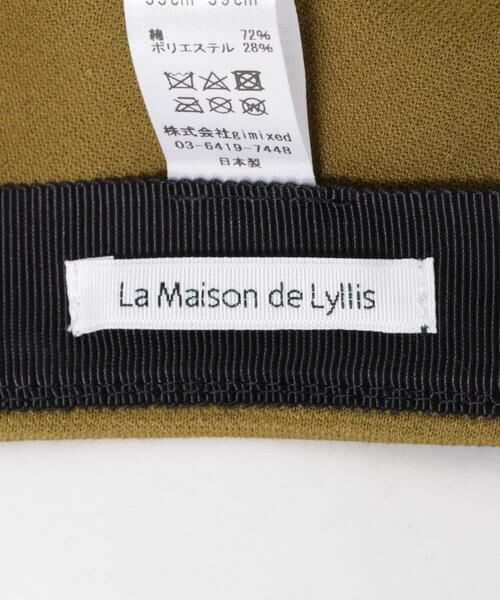 綿 72%
ポリエステル 28%
株式会社gimixed
03-6419-7448
日本製
La Maison de Lyllis